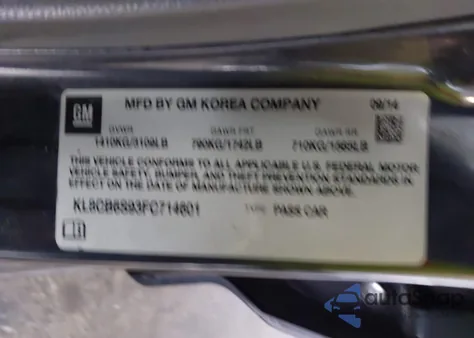 GM
MFD BY GM KOREA COMPANY 09/14
GVWR GAWR FRT GAWR RR
1410KG/3108LB 790KG/1742LB 710KG/1565LB
THIS VEHICLE CONFORMS TO ALL APPLICABLE U.S. FEDERAL MOTOR
VEHICLE SAFETY, BUMPER, AND THEFT PREVENTION STANDARDS IN
EFFECT ON THE DATE OF MANUFACTURE SHOWN ABOVE.
KL8CB6S93FC714601 TYPE: PASS CAR